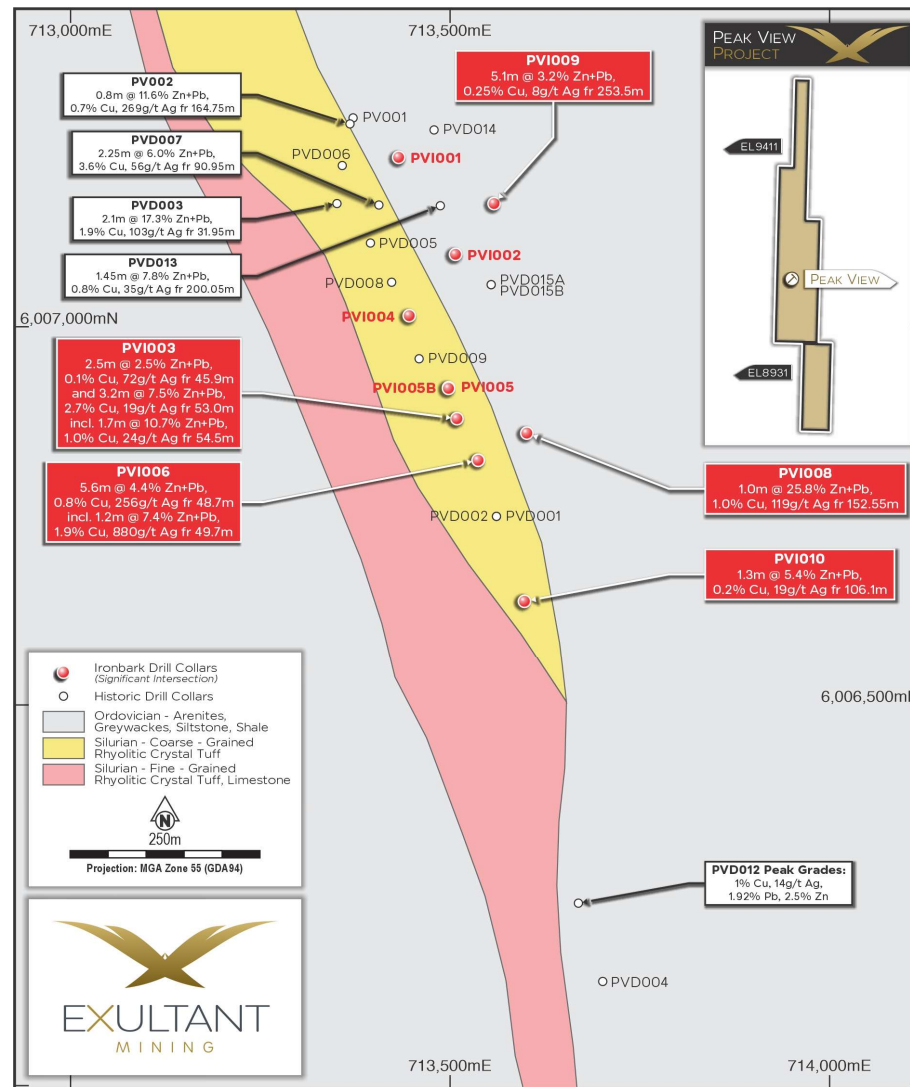 713,000mE
713,500mE
PEAK VIEW
PROJECT
EL9411
PEAK VIEW
EL8931
PV002
0.8m @ 11.6% Zn+Pb,
0.7% Cu, 269g/t Ag fr 164.75m
PVD007
2.25m @ 6.0% Zn+Pb,
3.6% Cu, 56g/t Ag fr 90.95m
PVD003
2.1m @ 17.3% Zn+Pb,
1.9% Cu, 103g/t Ag fr 31.95m
PVD013
1.45m @ 7.8% Zn+Pb,
0.8% Cu, 35g/t Ag fr 200.05m
PVI009
5.1m @ 3.2% Zn+Pb,
0.25% Cu, 8g/t Ag fr 253.5m
PV001
PVD014
PVI001
PVD006
PVD005
PVI002
PVD008
PVD015A
PVD015B
PVI004
6,007,000mN
PVD009
PVI005B
PVI005
PVI003
2.5m @ 2.5% Zn+Pb,
0.1% Cu, 72g/t Ag fr 45.9m
and 3.2m @ 7.5% Zn+Pb,
2.7% Cu, 19g/t Ag fr 53.0m
incl. 1.7m @ 10.7% Zn+Pb,
1.0% Cu, 24g/t Ag fr 54.5m
PVI006
5.6m @ 4.4% Zn+Pb,
0.8% Cu, 256g/t Ag fr 48.7m
incl. 1.2m @ 7.4% Zn+Pb,
1.9% Cu, 880g/t Ag fr 49.7m
PVI008
1.0m @ 25.8% Zn+Pb,
1.0% Cu, 119g/t Ag fr 152.55m
PVD002
PVD001
PVI010
1.3m @ 5.4% Zn+Pb,
0.2% Cu, 19g/t Ag fr 106.1m
6,006,500m
Ironbark Drill Collars
(Significant Intersection)
Historic Drill Collars
Ordovician - Arenites,
Greywackes, Siltstone, Shale
Silurian - Coarse - Grained
Rhyolitic Crystal Tuff
Silurian - Fine - Grained
Rhyolitic Crystal Tuff, Limestone
N
250m
Projection: MGA Zone 55 (GDA94)
PVD012 Peak Grades:
1% Cu, 14g/t Ag,
1.92% Pb, 2.5% Zn
PVD004
EXULTANT
MINING
713,500mE
714,000mE